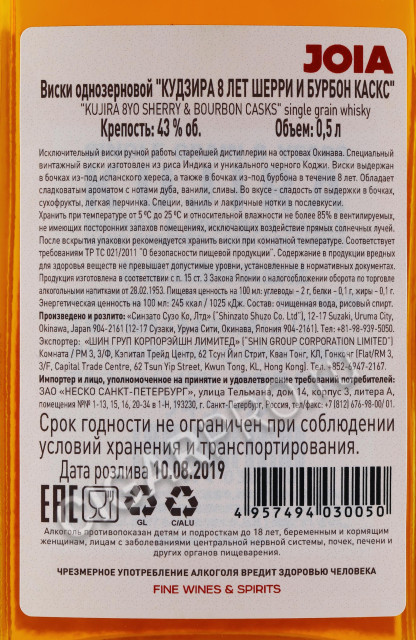 JOIA
Виски однозерновой "КУДЗИРА 8 ЛЕТ ШЕРРИ И БУРБОН КАСКС"
"KUJIRA 8YO SHERRY & BOURBON CASKS" single grain whisky
Крепость: 43 % об. Объем: 0,5 л
Исключительный виски ручной работы старейшей дистиллерии на островах Окинава. Специальный
винтажный виски изготовлен из риса Индика и уникального черного Коджи. Виски выдержан
в бочках из-под испанского хереса, а также в бочках из-под бурбона в течение 8 лет. Обладает
сладковатым ароматом с нотами дуба, ванили, сливы. Во вкусе - сладость от выдержки в бочках,
сухофрукты, легкая перчинка. Специи, ваниль и лакричные нотки в послевкусии.
Хранить при температуре от 5 ºС до 25 ºС и относительной влажности не более 85% в вентилируемых,
не имеющих посторонних запахов помещениях, исключающих воздействие прямых солнечных лучей.
После вскрытия упаковки рекомендуется хранить виски при комнатной температуре. Соответствует
требованиям ТР ТС 021/2011 "О безопасности пищевой продукции". Содержание в продукции вредных
для здоровья веществ не превышает допустимые уровни, установленные в нормативных документах.
Продукция изготовлена в соответствии с п. 15 ст. 3 Закона Японии о налогообложении оборота по торговле
алкогольными напитками от 28.02.1953. Пищевая ценность на 100 мл: углеводы - 2 г, белки - 0,1 г, жиры - 0,1 г.
Энергетическая ценность на 100 мл: 245 ккал / 1025 кДж. Состав: очищенная вода, рисовый спирт.
Произведено и розлито: «Синзато Сузо Ко, Лтд» ("Shinzato Shuzo Co. Ltd"), 12-17 Suzaki, Uruma City,
Okinawa, Japan 904-2161 (12-17 Сузаки, Урума Сити, Окинава, Япония, 904-2161) Tel: +81-98-939-5050.
Экспортер: «ШИН ГРУП КОРПОРЭЙШН ЛИМИТЕД» ("SHIN GROUP CORPORATION LIMITED")
Комната / РМ 3, 3/Ф, Кэпитал Трейд Центр, 62 Тсун Йип Стрит, Кван Тонг, КЛ, Гонконг (Flat/RM 3,
3/F, Capital Trade Centre, 62 Tsun Yip Street, Kwun Tong, KL, Hong Kong). Tel: +852-4947-2167.
Импортер и лицо, уполномоченное на принятие и удовлетворение требований потребителей:
ЗАО «НЕСКО САНКТ-ПЕТЕРБУРГ», улица Тельмана, дом 14, корпус 3, литер А,
помещения №№ 1-13, 15, 16, 20-34 в 1-Н, 193230, г. Санкт-Петербург, Россия, тел/факс: +7 (812) 676-98-00/ 01.
Срок годности не ограничен при соблюдении
условий хранения и транспортирования.
Дата розлива 10.08.2019
EAC GL C/ALU
4 957494 030050
Алкоголь противопоказан детям и подросткам до 18 лет, беременным и кормящим
женщинам, лицам с заболеваниями центральной нервной системы, почек, печени и
других органов пищеварения.
ЧРЕЗМЕРНОЕ УПОТРЕБЛЕНИЕ АЛКОГОЛЯ ВРЕДИТ ЗДОРОВЬЮ ЧЕЛОВЕКА
FINE WINES & SPIRITS